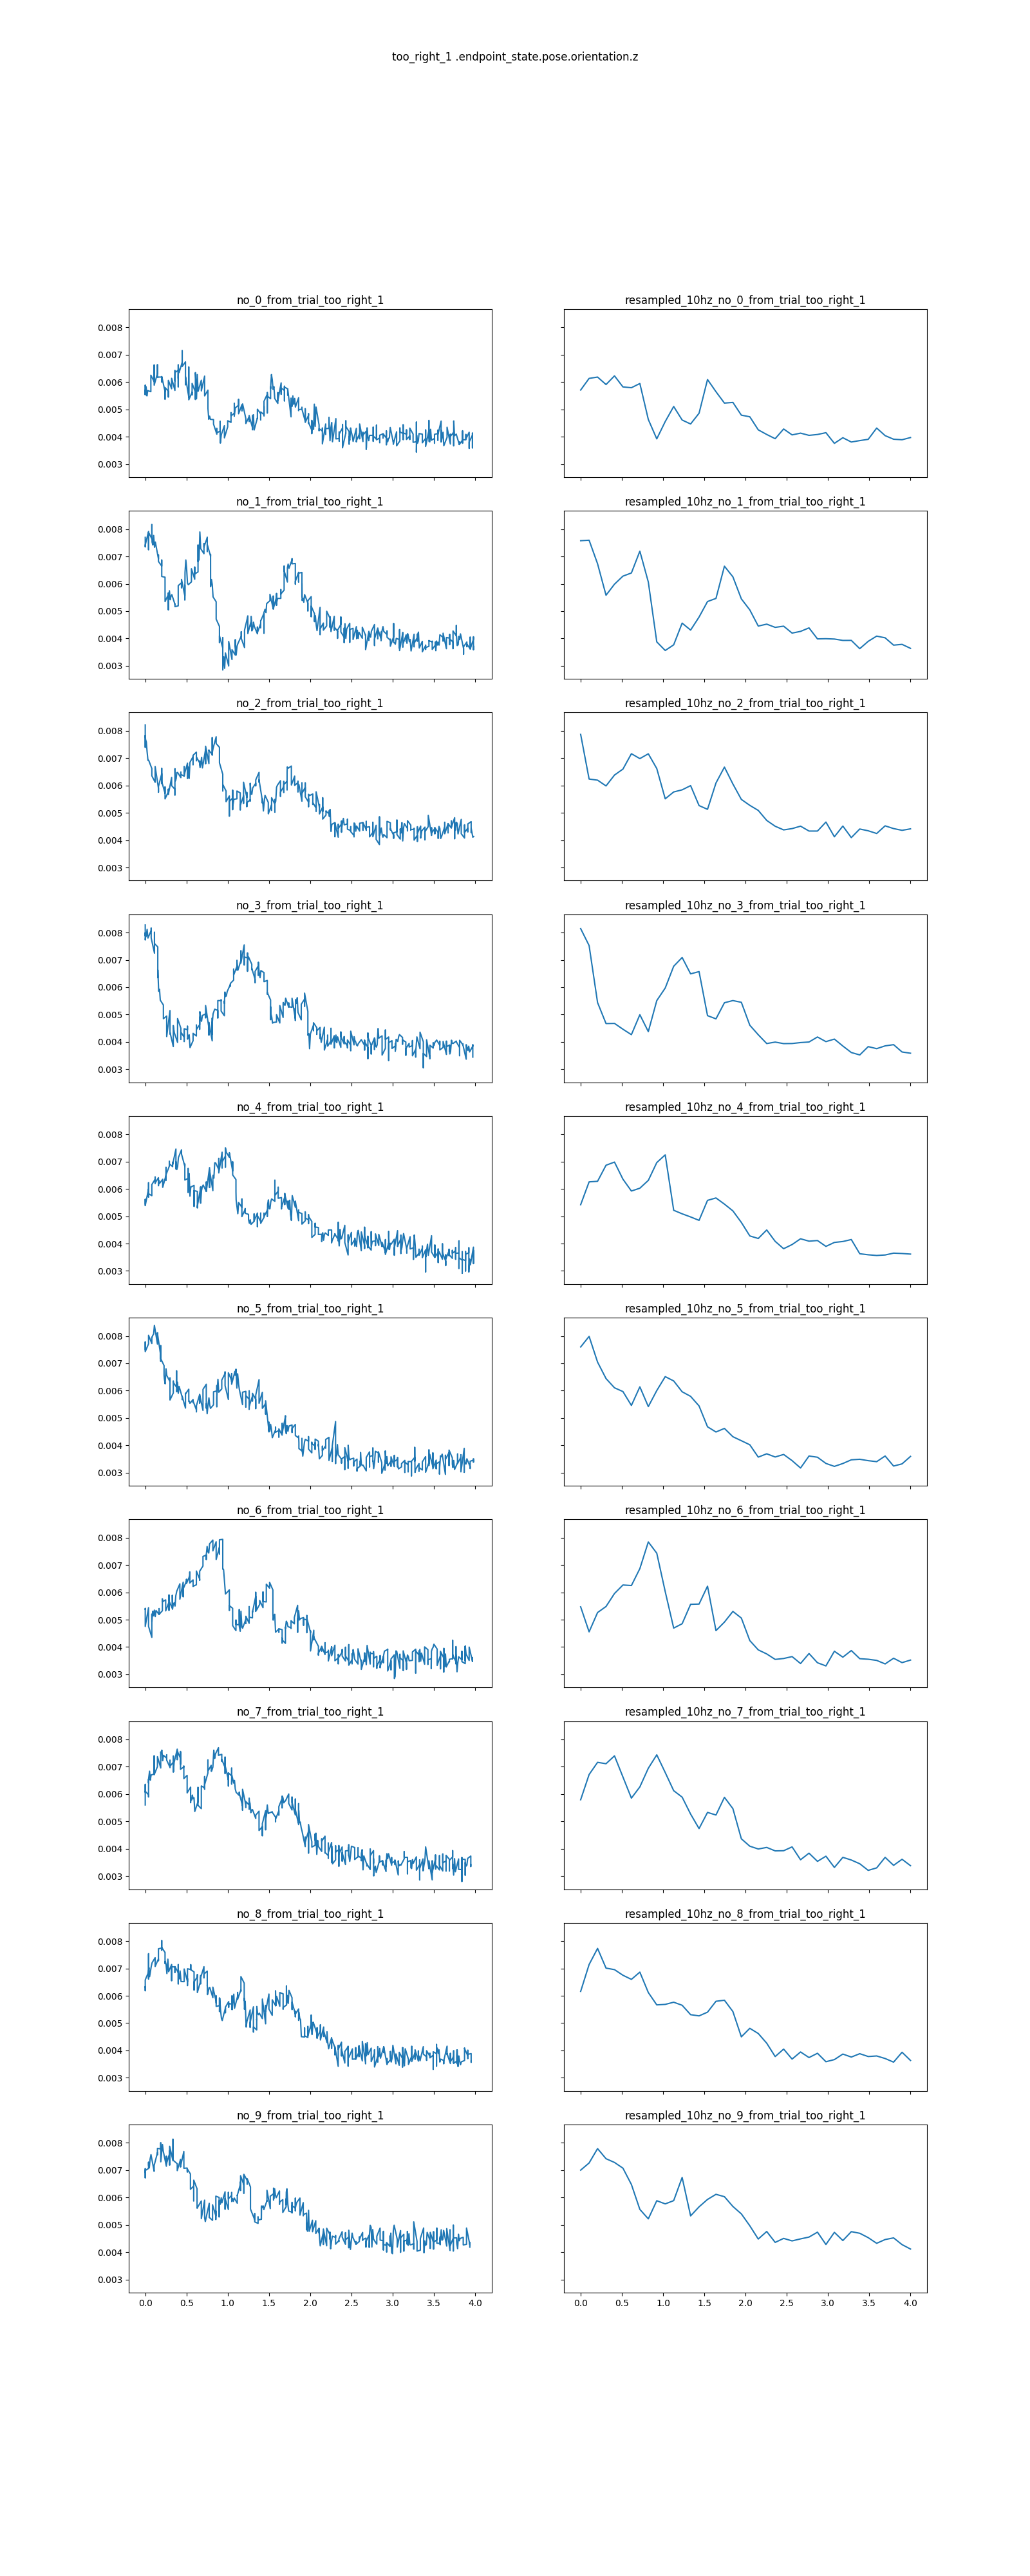 too_right_1 .endpoint_state.pose.orientation.z
no_0_from_trial_too_right_1
resampled_10hz_no_0_from_trial_too_right_1
0.008
0.007
0.006
0.005
0.004
0.003
no_1_from_trial_too_right_1
resampled_10hz_no_1_from_trial_too_right_1
0.008
0.007
0.006
0.005
0.004
0.003
no_2_from_trial_too_right_1
resampled_10hz_no_2_from_trial_too_right_1
0.008
0.007
0.006
0.005
0.004
0.003
no_3_from_trial_too_right_1
resampled_10hz_no_3_from_trial_too_right_1
0.008
0.007
0.006
0.005
0.004
0.003
no_4_from_trial_too_right_1
resampled_10hz_no_4_from_trial_too_right_1
0.008
0.007
0.006
0.005
0.004
0.003
no_5_from_trial_too_right_1
resampled_10hz_no_5_from_trial_too_right_1
0.008
0.007
0.006
0.005
0.004
0.003
no_6_from_trial_too_right_1
resampled_10hz_no_6_from_trial_too_right_1
0.008
0.007
0.006
0.005
0.004
0.003
no_7_from_trial_too_right_1
resampled_10hz_no_7_from_trial_too_right_1
0.008
0.007
0.006
0.005
0.004
0.003
no_8_from_trial_too_right_1
resampled_10hz_no_8_from_trial_too_right_1
0.008
0.007
0.006
0.005
0.004
0.003
no_9_from_trial_too_right_1
resampled_10hz_no_9_from_trial_too_right_1
0.008
0.007
0.006
0.005
0.004
0.003
0.0 0.5 1.0 1.5 2.0 2.5 3.0 3.5 4.0
0.0 0.5 1.0 1.5 2.0 2.5 3.0 3.5 4.0